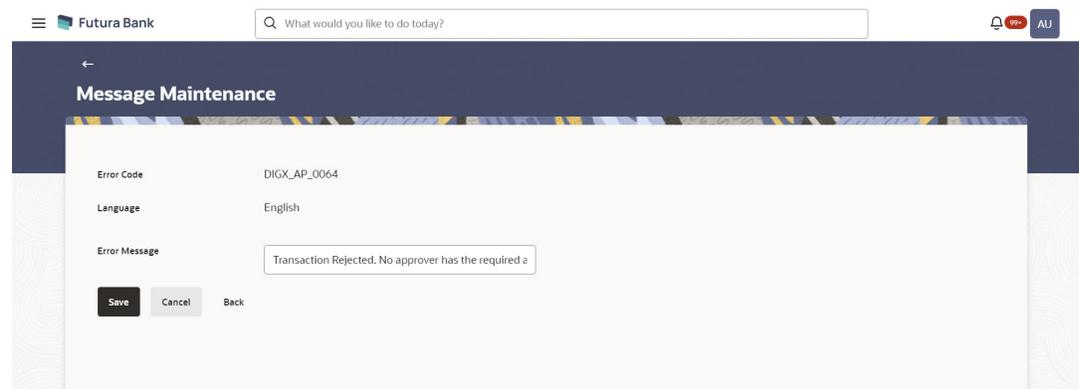 Futura Bank
What would you like to do today?
99+
AU
Message Maintenance
Error Code DIGX_AP_0064
Language English
Error Message Transaction Rejected. No approver has the required a
Save Cancel Back